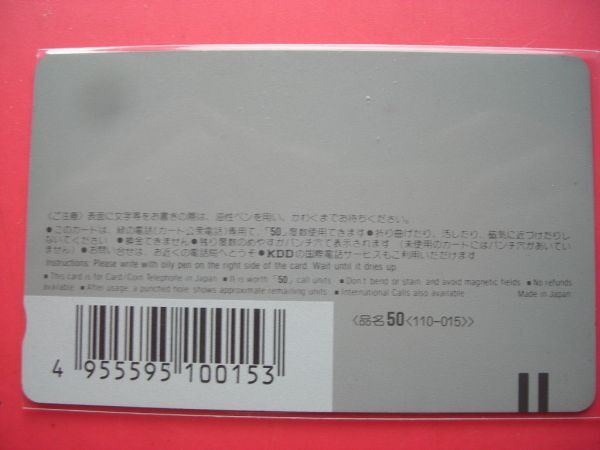 〈ご注意〉表面に文字等をお書きの際は、油性ペンを用い、かわくまでお待ちください。
●このカードは、緑の電話(カード公衆電話)専用で、「50」度数使用できます●折り曲げたり、汚したり、磁気に近づけたりしな
いでください ●換金できません●残り度数のめやすがパンチ穴で表示されます (未使用のカードにはパンチ穴があいてい
ません)●お問い合せは、お近くの電話局へどうぞ●KDDの国際電話サービスもご利用いただけます
Instructions: Please write with oily pen on the right side of the card. Wait until it dries up.
■This card is for Card/Coin Telephone in Japan ■It is worth「50」call units ■Don't bend or stain, and avoid magnetic fields ■No refunds
available ■After usage, a punched hole, shows approximate remaining units. ■International Calls also available Made in Japan
〈品名50〈110-015〉〉
4 955595 100153